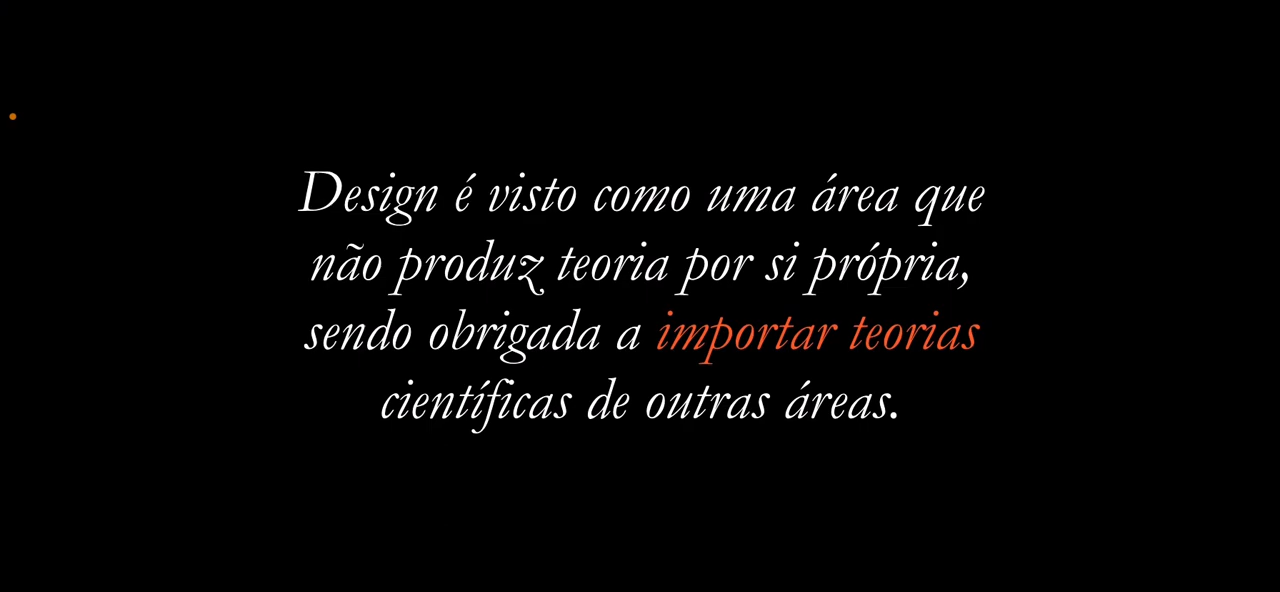 Design é visto como uma área que
não produz teoria por si própria,
sendo obrigada a importar teorias
científicas de outras áreas.